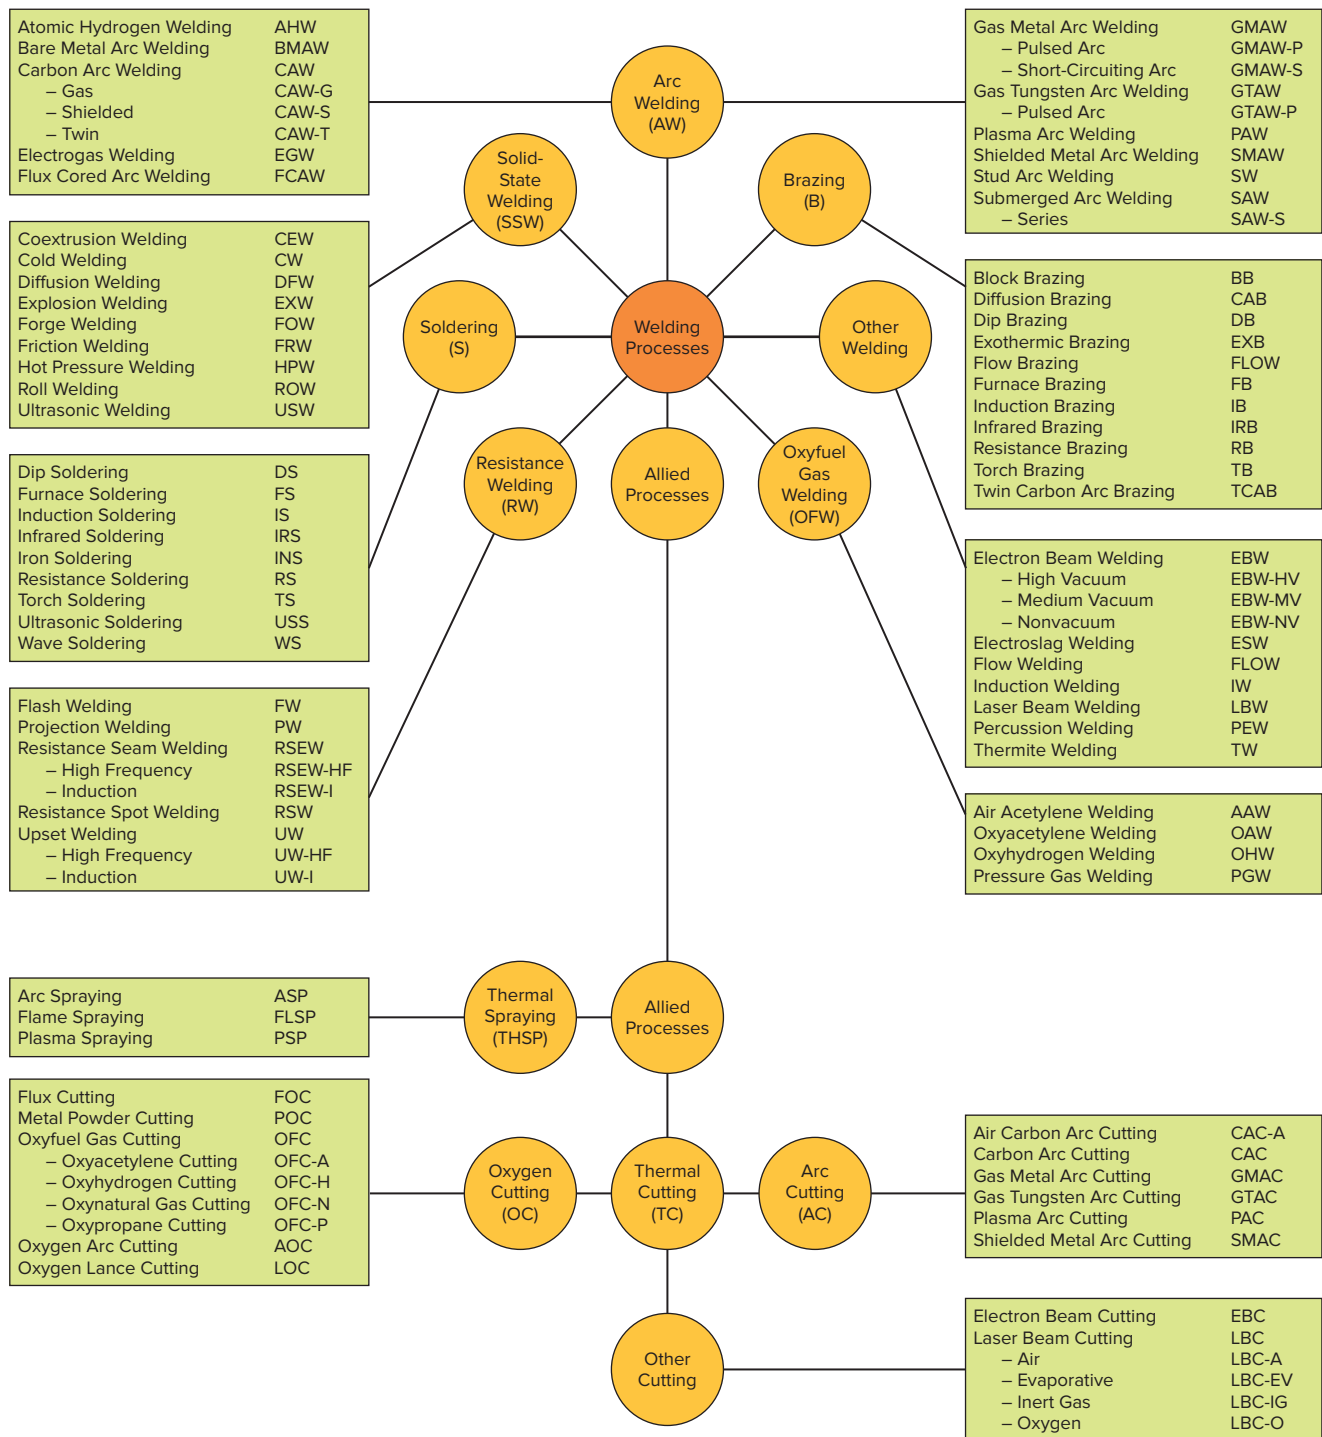 Atomic Hydrogen Welding AHW
Bare Metal Arc Welding BMAW
Carbon Arc Welding CAW
– Gas CAW-G
– Shielded CAW-S
– Twin CAW-T
Electrogas Welding EGW
Flux Cored Arc Welding FCAW
Arc
Welding
(AW)
Gas Metal Arc Welding GMAW
– Pulsed Arc GMAW-P
– Short-Circuiting Arc GMAW-S
Gas Tungsten Arc Welding GTAW
– Pulsed Arc GTAW-P
Plasma Arc Welding PAW
Shielded Metal Arc Welding SMAW
Stud Arc Welding SW
Submerged Arc Welding SAW
– Series SAW-S
Solid-
State
Welding
(SSW)
Brazing
(B)
Coextrusion Welding CEW
Cold Welding CW
Diffusion Welding DFW
Explosion Welding EXW
Forge Welding FOW
Friction Welding FRW
Hot Pressure Welding HPW
Roll Welding ROW
Ultrasonic Welding USW
Soldering
(S)
Welding
Processes
Other
Welding
Block Brazing BB
Diffusion Brazing CAB
Dip Brazing DB
Exothermic Brazing EXB
Flow Brazing FLOW
Furnace Brazing FB
Induction Brazing IB
Infrared Brazing IRB
Resistance Brazing RB
Torch Brazing TB
Twin Carbon Arc Brazing TCAB
Dip Soldering DS
Furnace Soldering FS
Induction Soldering IS
Infrared Soldering IRS
Iron Soldering INS
Resistance Soldering RS
Torch Soldering TS
Ultrasonic Soldering USS
Wave Soldering WS
Resistance
Welding
(RW)
Allied
Processes
Oxyfuel
Gas
Welding
(OFW)
Electron Beam Welding EBW
– High Vacuum EBW-HV
– Medium Vacuum EBW-MV
– Nonvacuum EBW-NV
Electroslag Welding ESW
Flow Welding FLOW
Induction Welding IW
Laser Beam Welding LBW
Percussion Welding PEW
Thermite Welding TW
Flash Welding FW
Projection Welding PW
Resistance Seam Welding RSEW
– High Frequency RSEW-HF
– Induction RSEW-I
Resistance Spot Welding RSW
Upset Welding UW
– High Frequency UW-HF
– Induction UW-I
Air Acetylene Welding AAW
Oxyacetylene Welding OAW
Oxyhydrogen Welding OHW
Pressure Gas Welding PGW
Arc Spraying ASP
Flame Spraying FLSP
Plasma Spraying PSP
Thermal
Spraying
(THSP)
Allied
Processes
Flux Cutting FOC
Metal Powder Cutting POC
Oxyfuel Gas Cutting OFC
– Oxyacetylene Cutting OFC-A
– Oxyhydrogen Cutting OFC-H
– Oxynatural Gas Cutting OFC-N
– Oxypropane Cutting OFC-P
Oxygen Arc Cutting AOC
Oxygen Lance Cutting LOC
Oxygen
Cutting
(OC)
Thermal
Cutting
(TC)
Arc
Cutting
(AC)
Air Carbon Arc Cutting CAC-A
Carbon Arc Cutting CAC
Gas Metal Arc Cutting GMAC
Gas Tungsten Arc Cutting GTAC
Plasma Arc Cutting PAC
Shielded Metal Arc Cutting SMAC
Other
Cutting
Electron Beam Cutting EBC
Laser Beam Cutting LBC
– Air LBC-A
– Evaporative LBC-EV
– Inert Gas LBC-IG
– Oxygen LBC-O